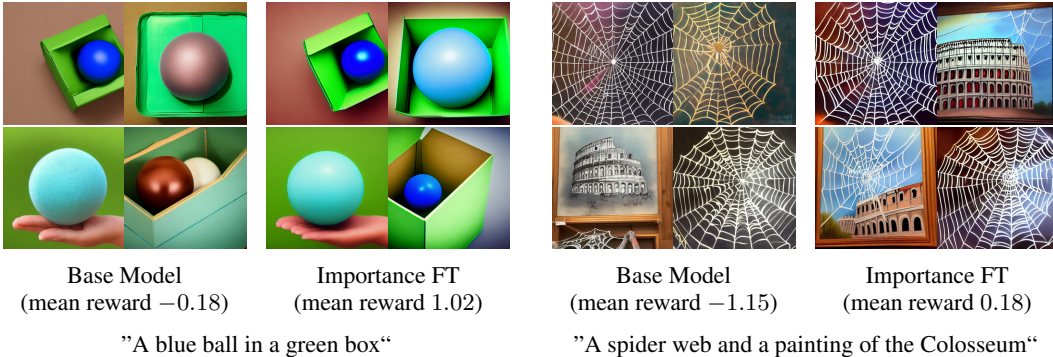 Base Model
(mean reward −0.18)
Importance FT
(mean reward 1.02)
Base Model
(mean reward −1.15)
Importance FT
(mean reward 0.18)
”A blue ball in a green box“
”A spider web and a painting of the Colosseum“